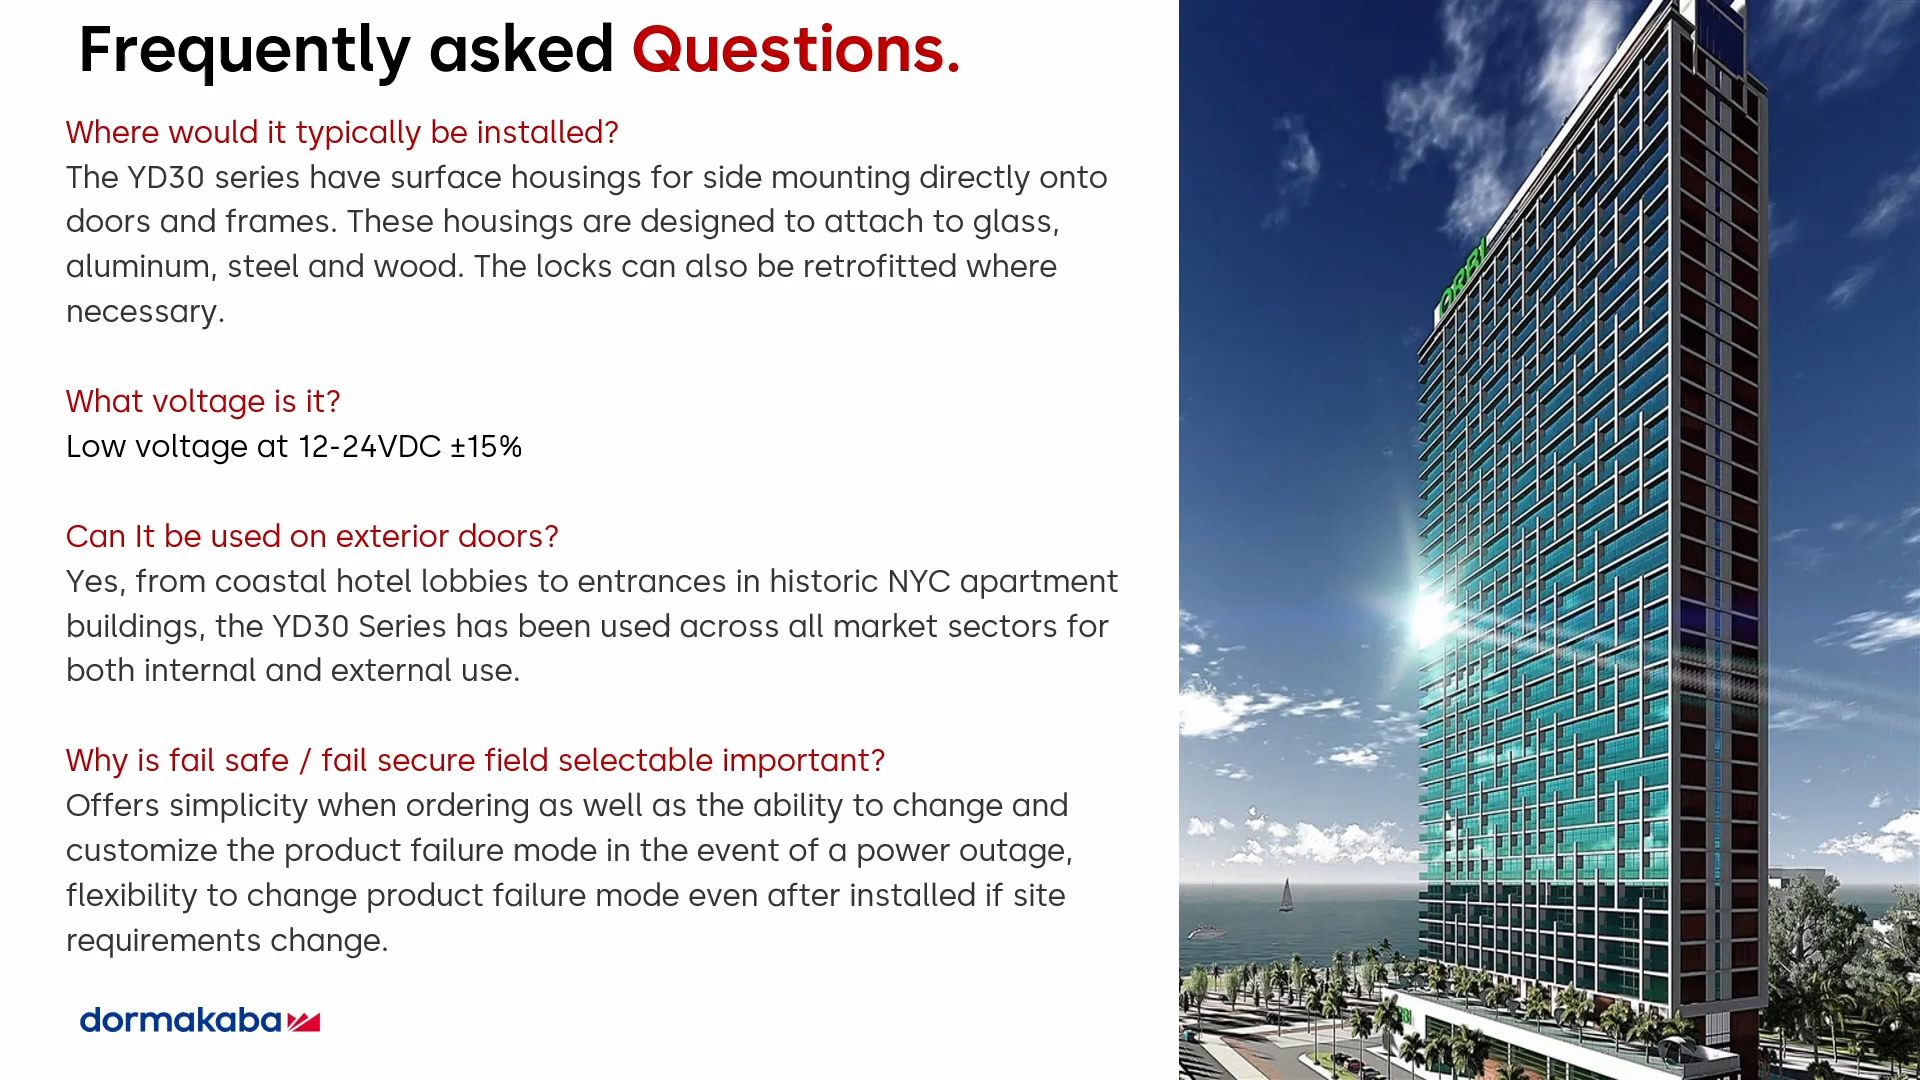 Frequently asked Questions.
Where would it typically be installed?
The YD30 series have surface housings for side mounting directly onto
doors and frames. These housings are designed to attach to glass,
aluminum, steel and wood. The locks can also be retrofitted where
necessary.
What voltage is it?
Low voltage at 12-24VDC ±15%
Can It be used on exterior doors?
Yes, from coastal hotel lobbies to entrances in historic NYC apartment
buildings, the YD30 Series has been used across all market sectors for
both internal and external use.
Why is fail safe / fail secure field selectable important?
Offers simplicity when ordering as well as the ability to change and
customize the product failure mode in the event of a power outage,
flexibility to change product failure mode even after installed if site
requirements change.
dormakaba
ORBI